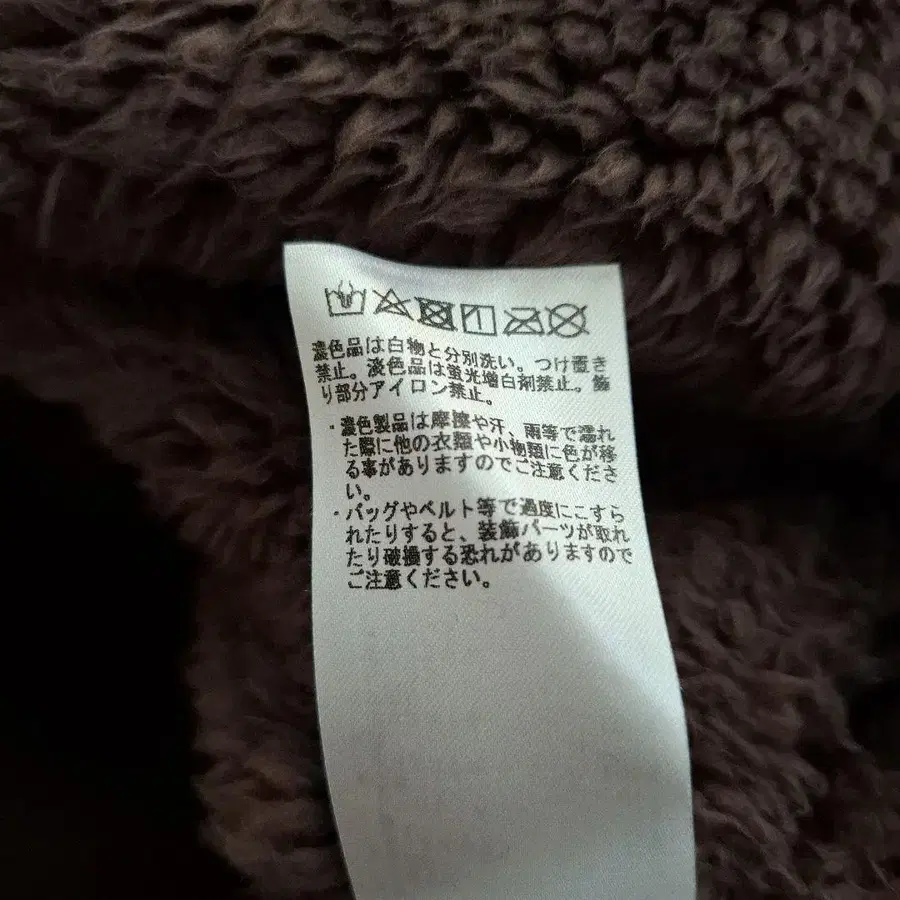 濃色品は白物と分別洗い。つけ置き
禁止。淡色品は蛍光増白剤禁止。飾
り部分アイロン禁止。
・濃色製品は摩擦や汗、雨等で濡れ
た際に他の衣類や小物類に色が移
る事がありますのでご注意くださ
い。
・バッグやベルト等で過度にこすら
れたりすると、装飾パーツが取れ
たり破損する恐れがありますので
ご注意ください。